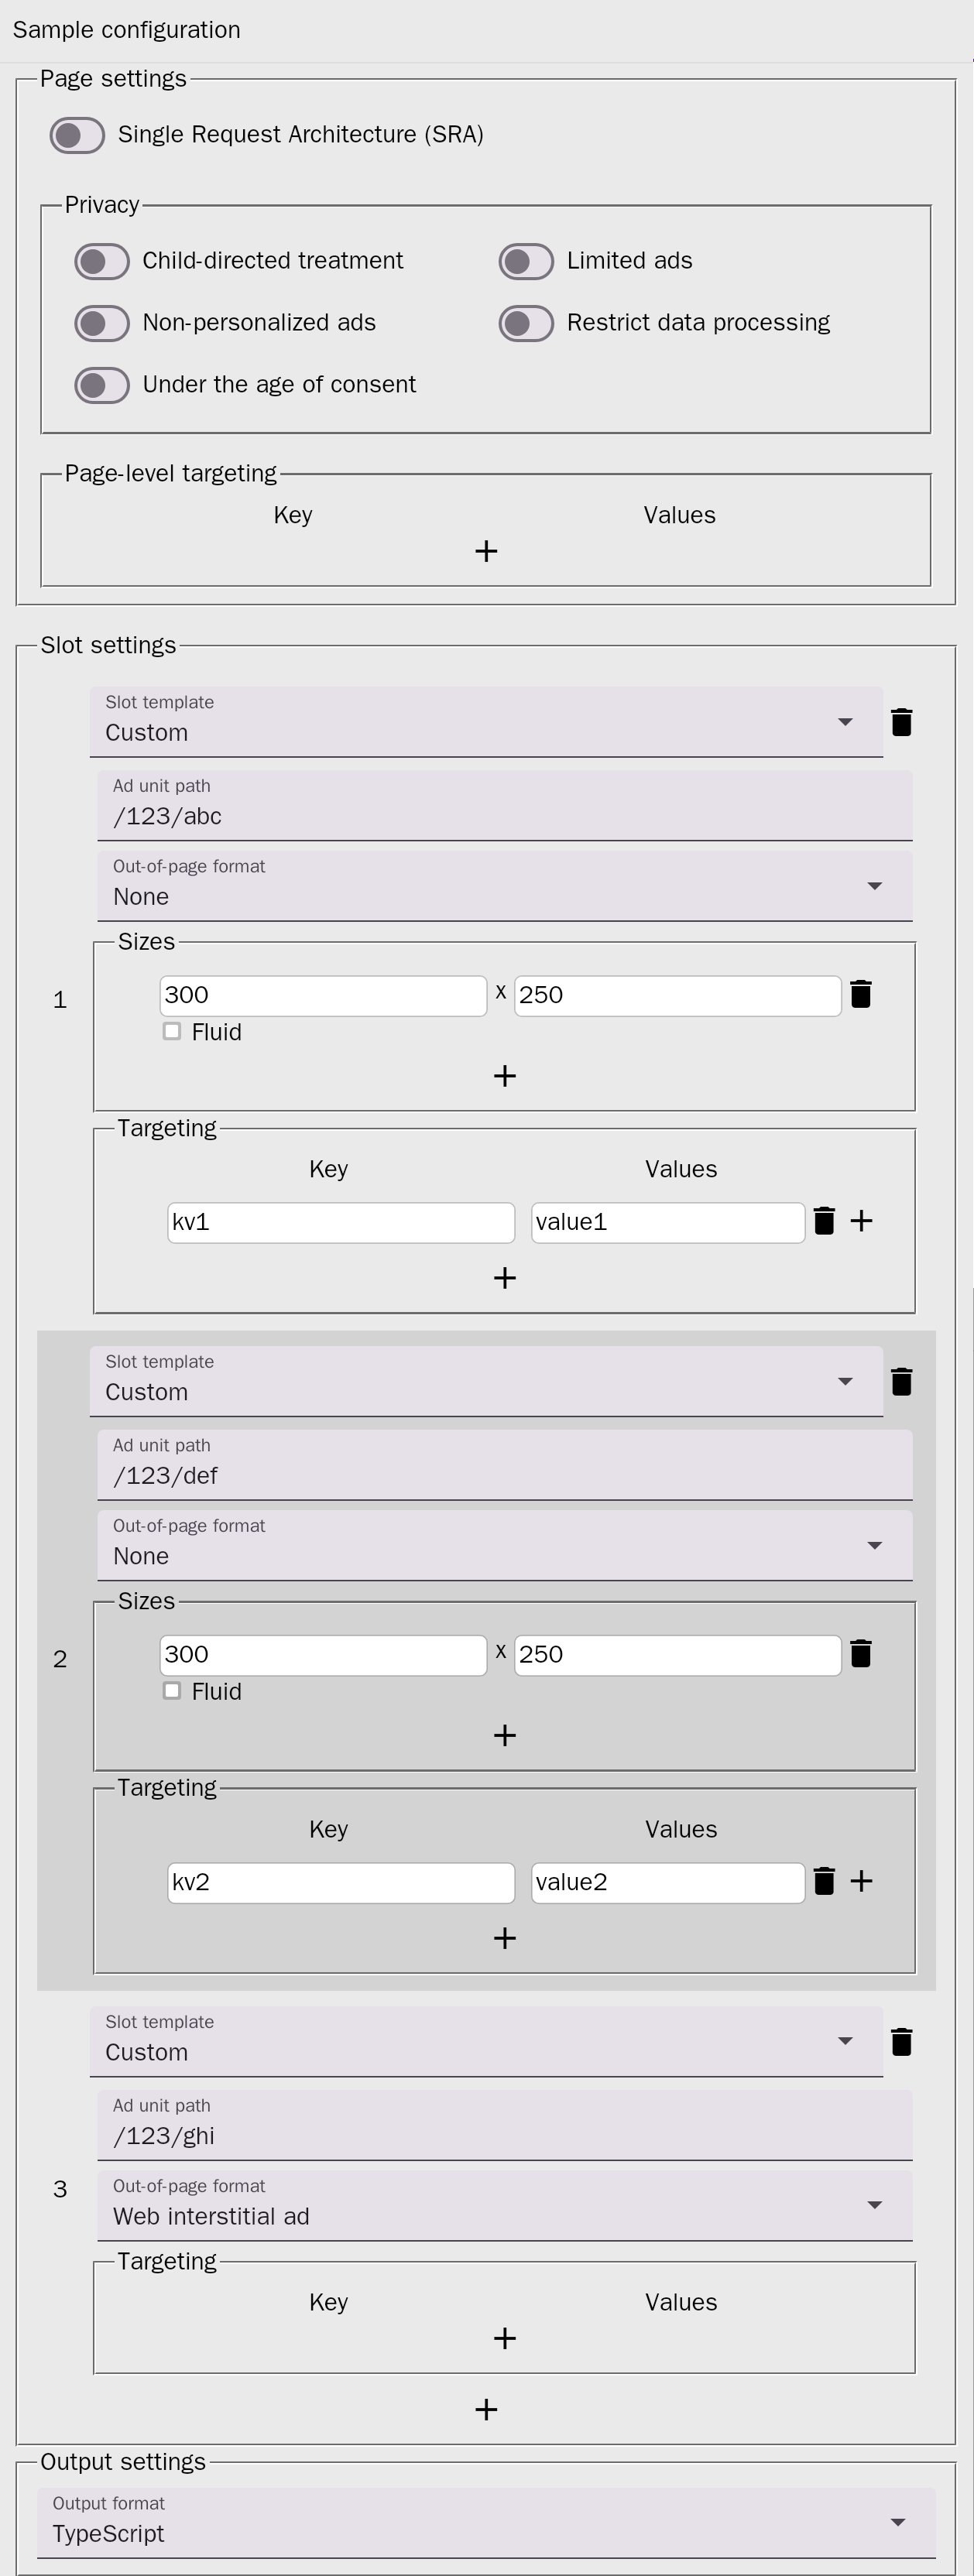 Sample configuration
Page settings
Single Request Architecture (SRA)
Privacy
Child-directed treatment Limited ads
Non-personalized ads Restrict data processing
Under the age of consent
Page-level targeting
Key Values
+
Slot settings
Slot template
Custom
Ad unit path
/123/abc
Out-of-page format
None
Sizes
1
300 x 250
Fluid
+
Targeting
Key Values
kv1 value1 +
+
Slot template
Custom
Ad unit path
/123/def
Out-of-page format
None
Sizes
2
300 x 250
Fluid
+
Targeting
Key Values
kv2 value2 +
+
Slot template
Custom
Ad unit path
/123/ghi
3
Out-of-page format
Web interstitial ad
Targeting
Key Values
+
+
Output settings
Output format
TypeScript